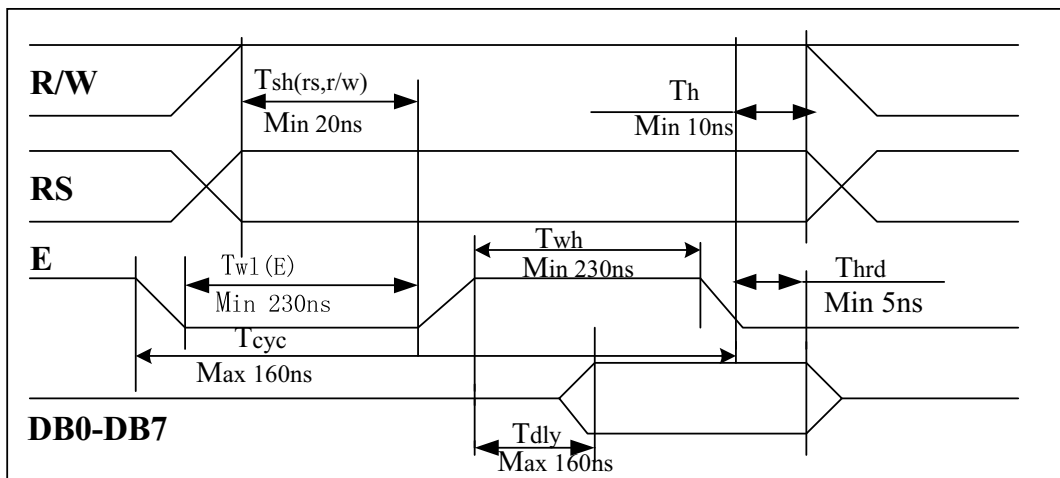 R/W
Tsh(rs,r/w)
Min 20ns
Th
Min 10ns
RS
E
Twl(E)
Min 230ns
Twh
Min 230ns
Thrd
Min 5ns
Tcyc
Max 160ns
DB0-DB7
Tdly
Max 160ns